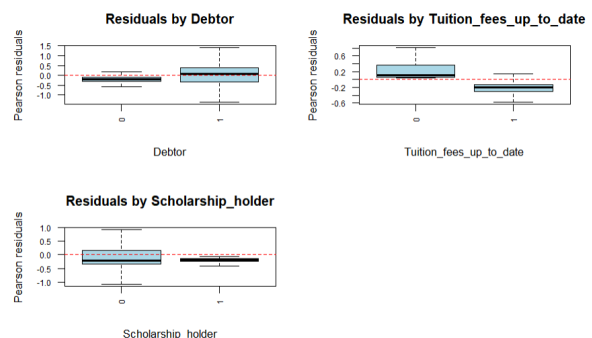 Residuals by Debtor
Pearson residuals
1.5
1.0
0.5
0.0
-0.5
-1.0
0
1
Debtor
Residuals by Tuition_fees_up_to_date
Pearson residuals
0.6
0.2
-0.2
-0.6
0
1
Tuition_fees_up_to_date
Residuals by Scholarship_holder
Pearson residuals
1.0
0.5
0.0
-0.5
-1.0
0
1
Scholarship_holder